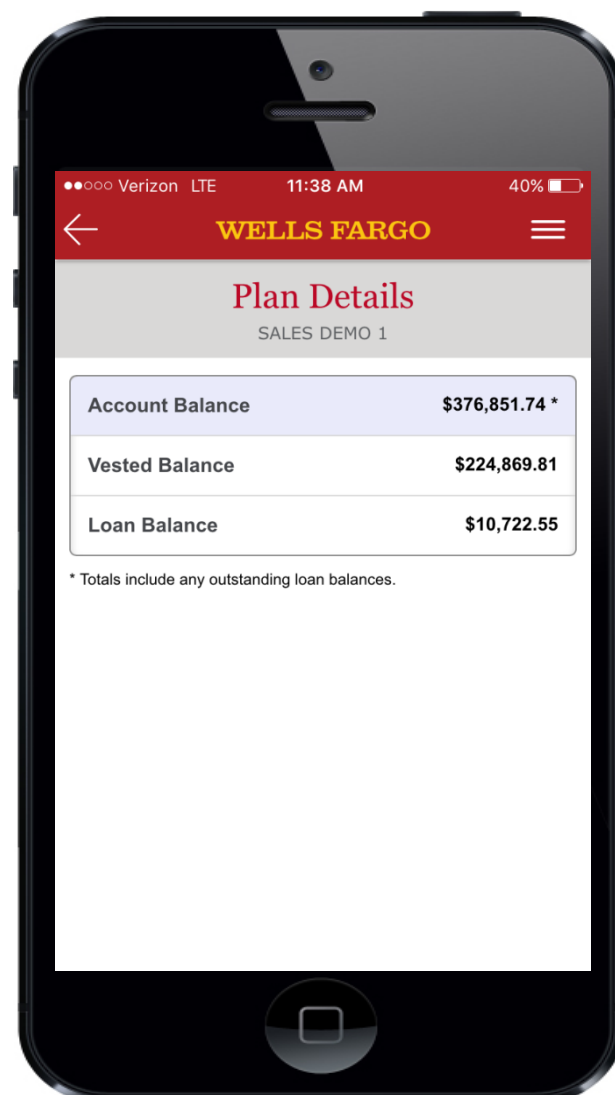 Verizon LTE 11:38 AM 40%
WELLS FARGO
Plan Details
SALES DEMO 1
Account Balance $376,851.74 *
Vested Balance $224,869.81
Loan Balance $10,722.55
* Totals include any outstanding loan balances.